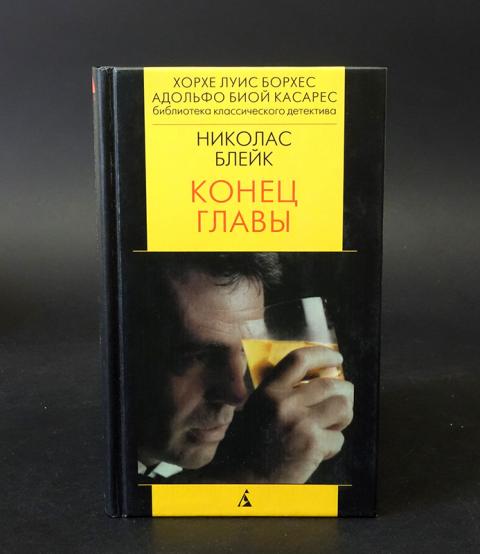 ХОРХЕ ЛУИС БОРХЕС
АДОЛЬФО БИОЙ КАСАРЕС
библиотека классического детектива
НИКОЛАС
БЛЕЙК
КОНЕЦ
ГЛАВЫ